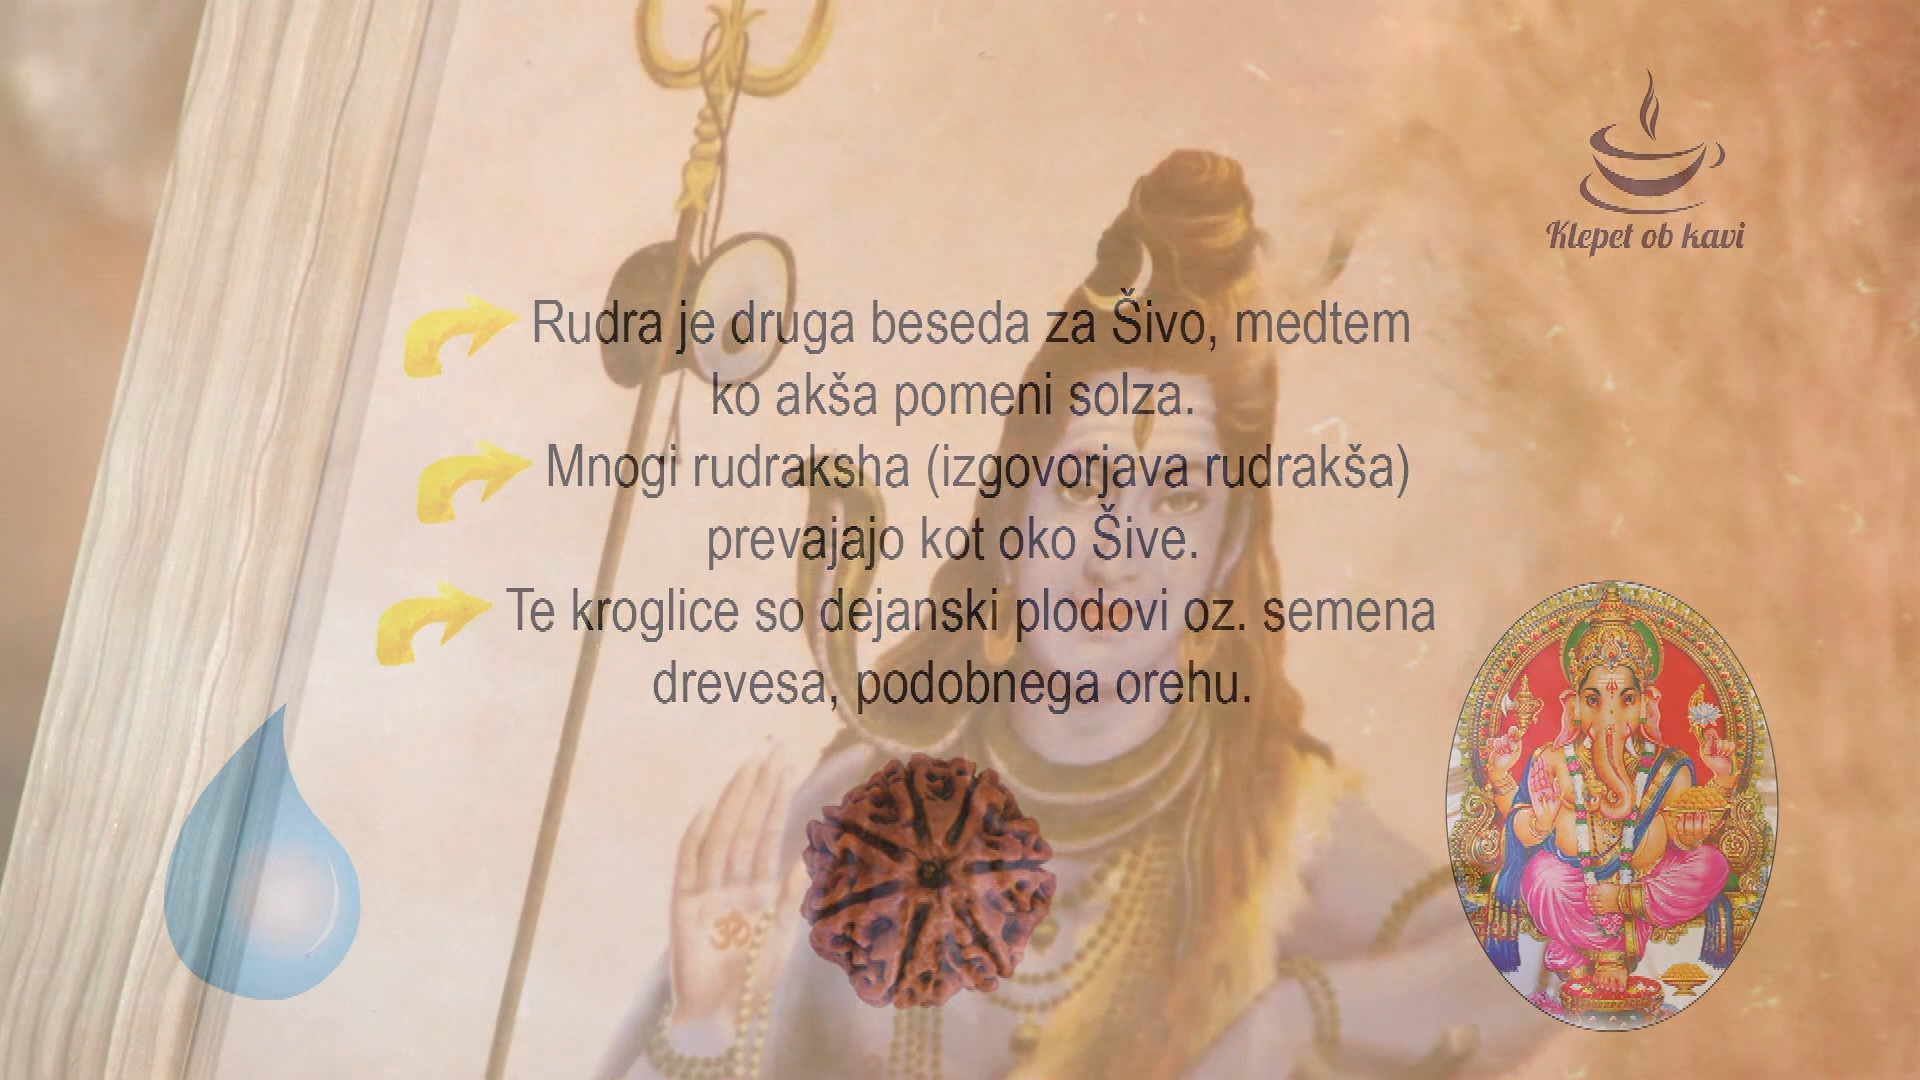 Klepet ob kavi
Rudra je druga beseda za Šivo, medtem
ko akša pomeni solza.
Mnogi rudraksha (izgovorjava rudrakša)
prevajajo kot oko Šive.
Te kroglice so dejanski plodovi oz. semena
drevesa, podobnega orehu.
ॐ